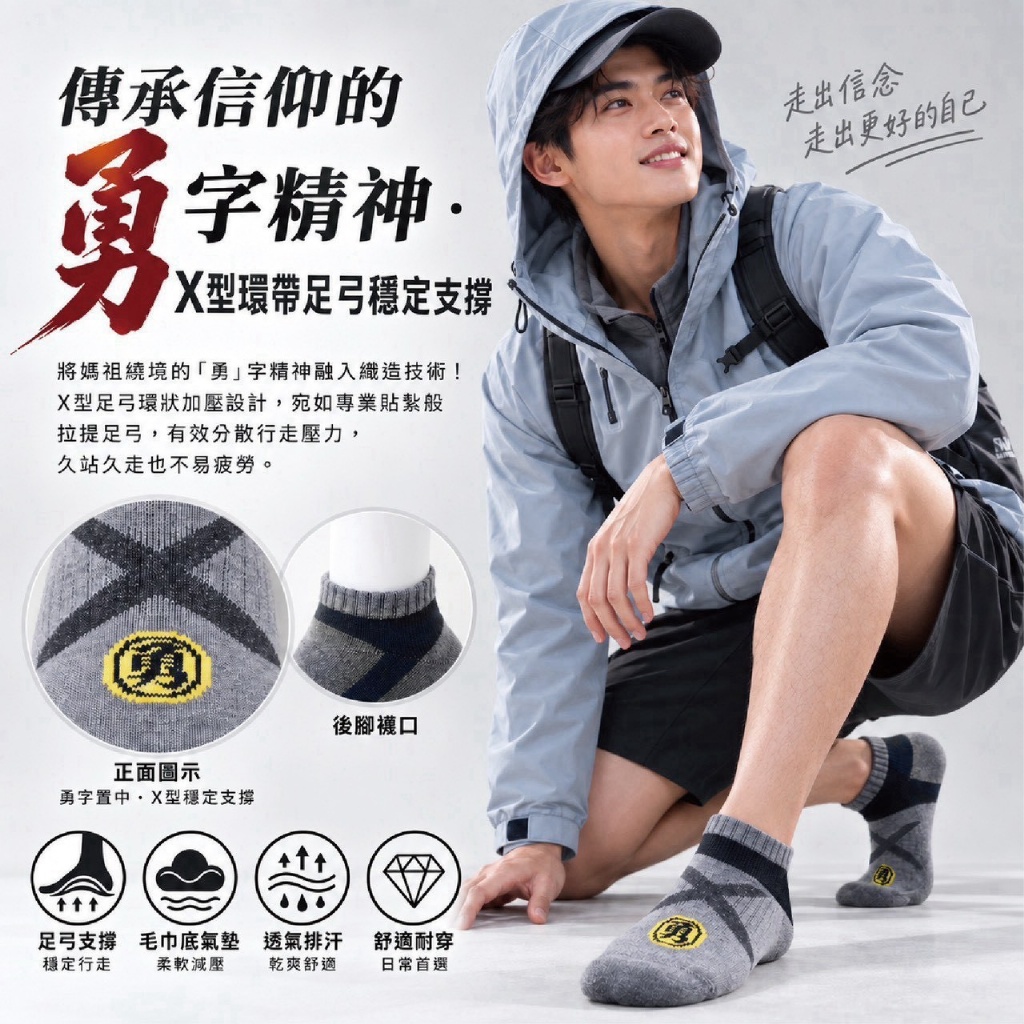 傳承信仰的
勇字精神·
X型環帶足弓穩定支撐
走出信念
走出更好的自己
將媽祖繞境的「勇」字精神融入織造技術！
X型足弓環狀加壓設計，宛如專業貼紮般
拉提足弓，有效分散行走壓力，
久站久走也不易疲勞。
勇
後腳襪口
正面圖示
勇字置中·X型穩定支撐
足弓支撐
穩定行走
毛巾底氣墊
柔軟減壓
透氣排汗
乾爽舒適
舒適耐穿
日常首選
勇
勇